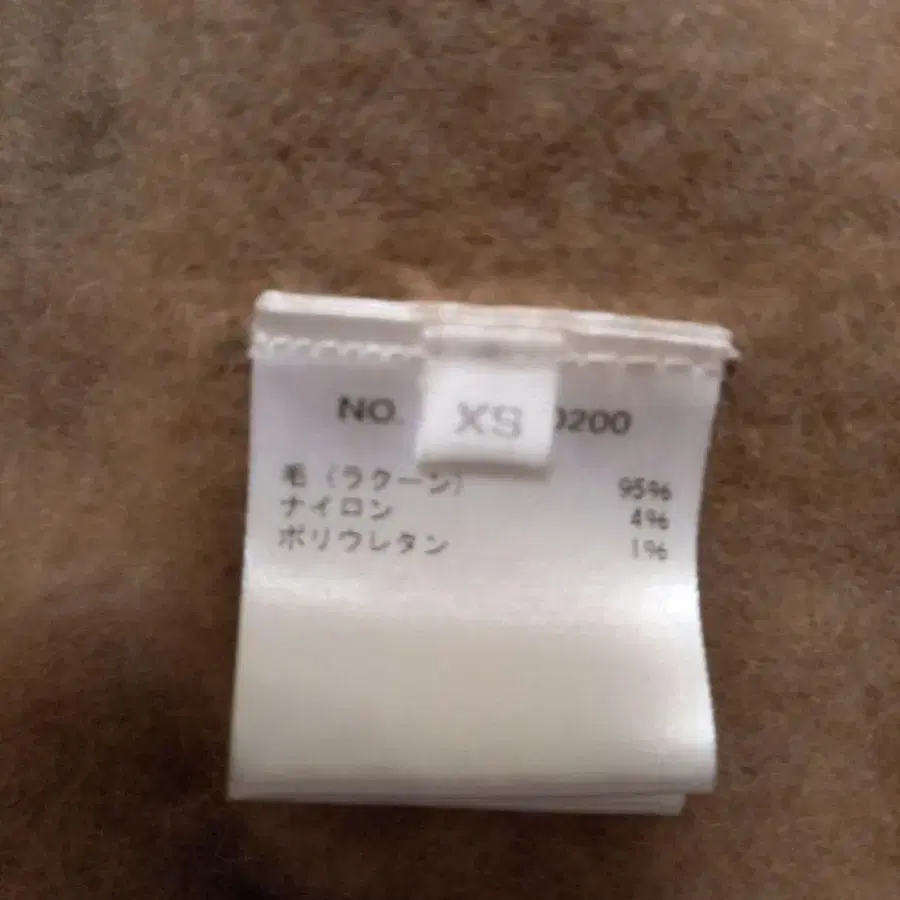 NO. XS 0200
毛（ラクーン） 95%
ナイロン 4%
ポリウレタン 1%